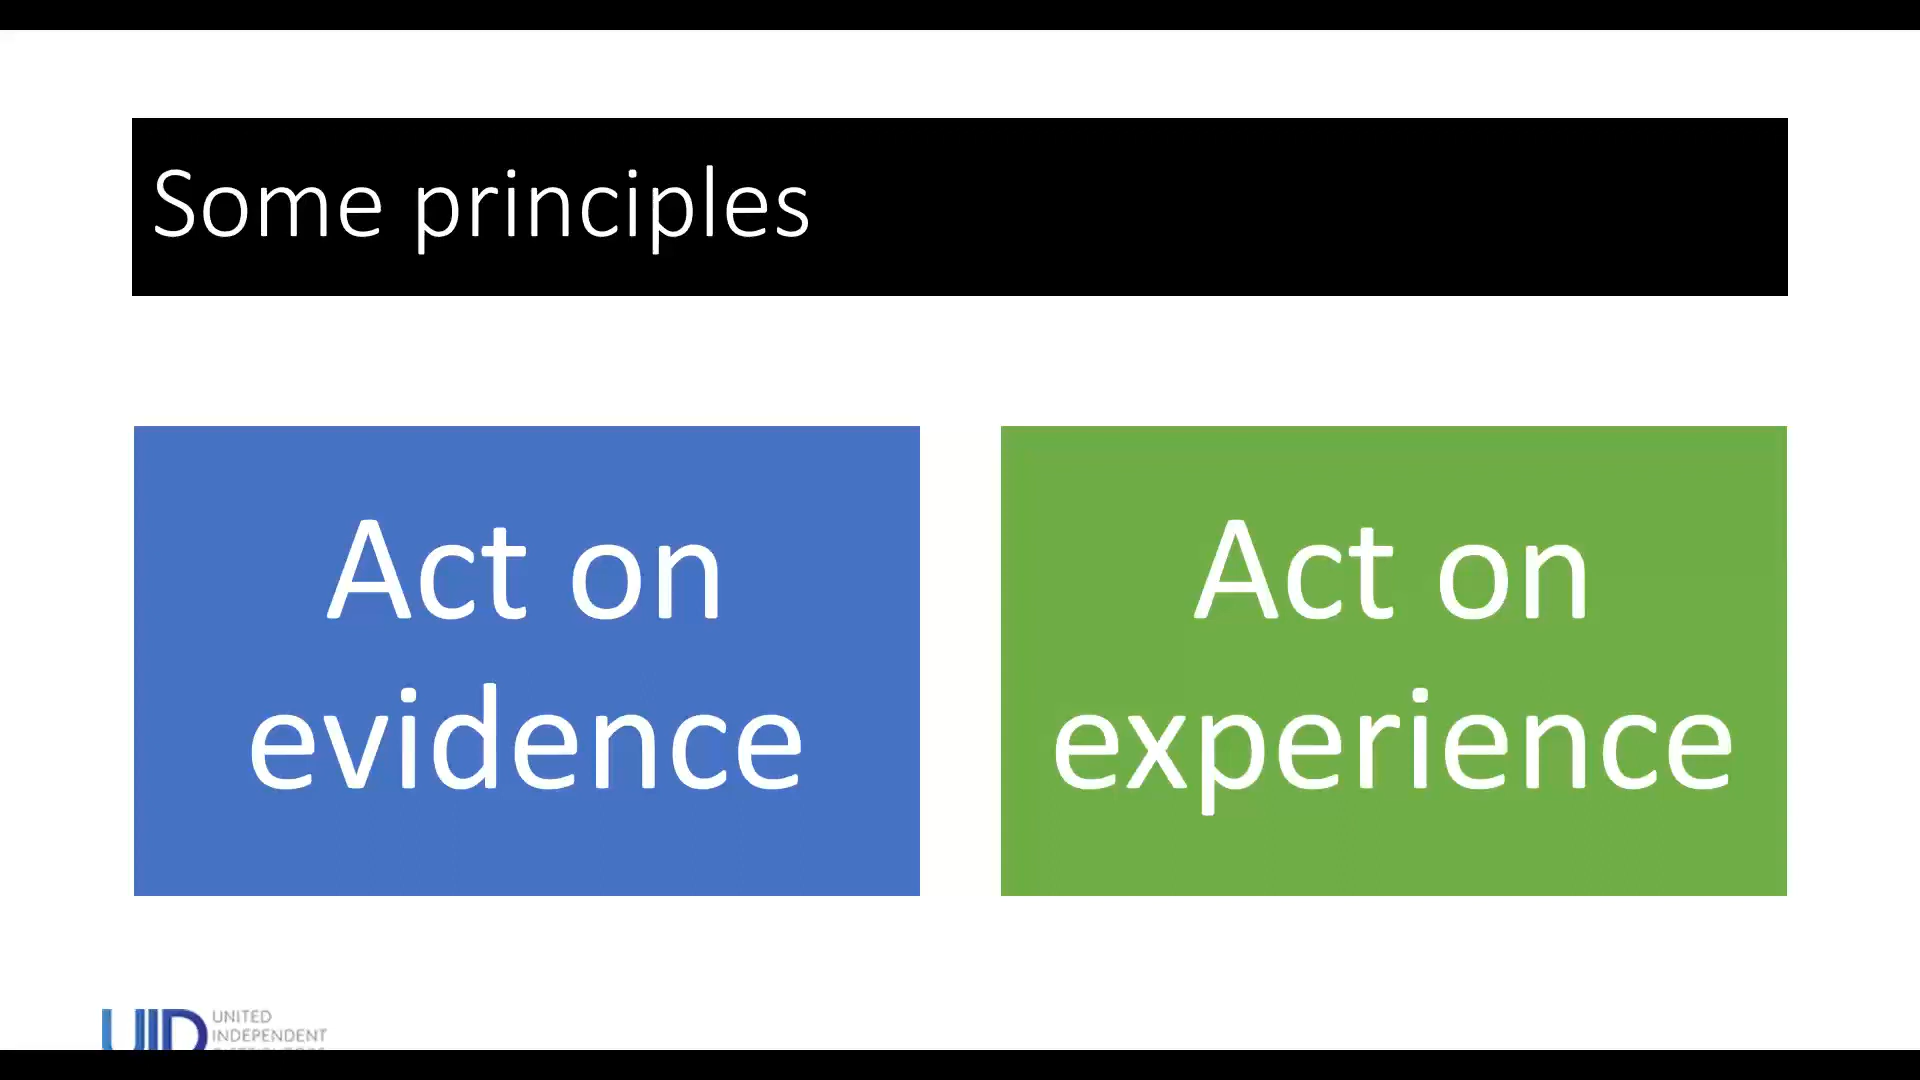 Some principles
Act on
evidence
Act on
experience
UID
UNITED
INDEPENDENT